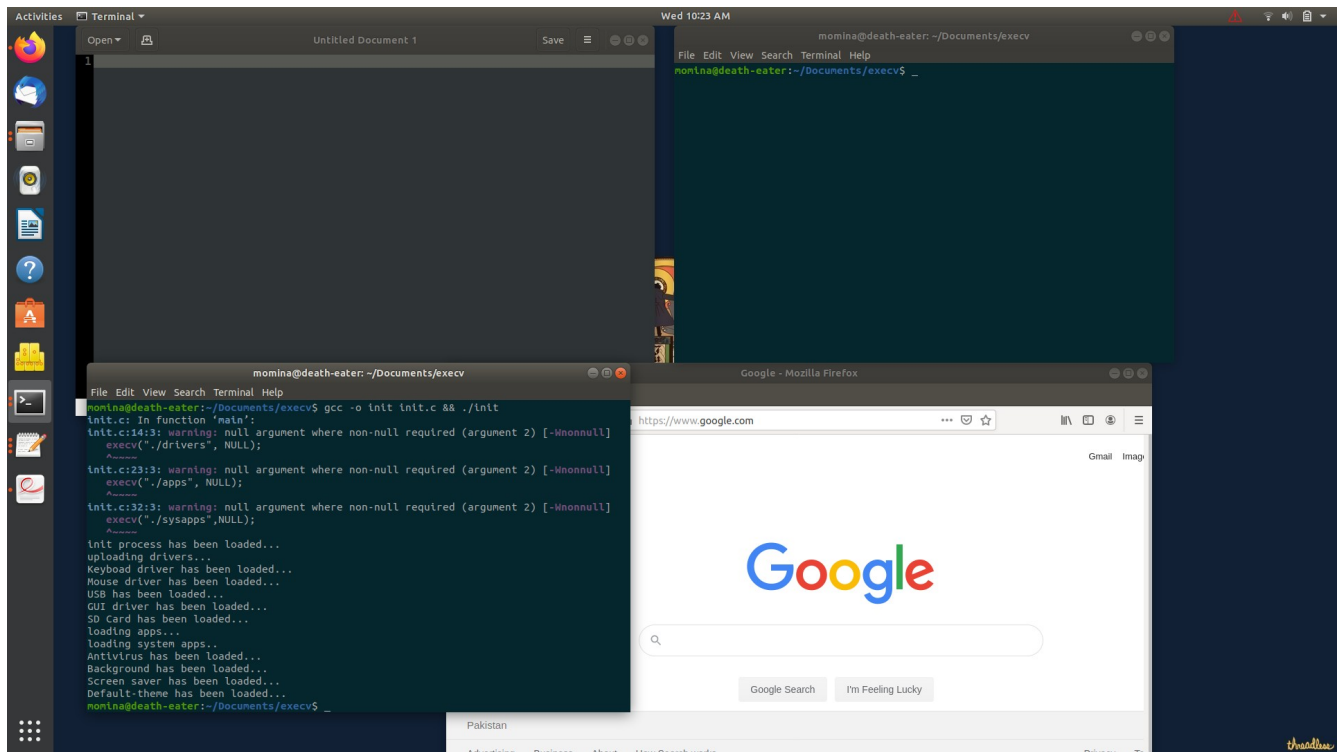 Activities Terminal Wed 10:23 AM
Open Untitled Document 1 Save
1
momina@death-eater: ~/Documents/execv
File Edit View Search Terminal Help
momina@death-eater:~/Documents/execv$ _
momina@death-eater: ~/Documents/execv
File Edit View Search Terminal Help
momina@death-eater:~/Documents/execv$ gcc -o init init.c && ./init
init.c: In function ‘main’:
init.c:14:3: warning: null argument where non-null required (argument 2) [-Wnonnull]
execv("./drivers", NULL);
^~~~~
init.c:23:3: warning: null argument where non-null required (argument 2) [-Wnonnull]
execv("./apps", NULL);
^~~~~
init.c:32:3: warning: null argument where non-null required (argument 2) [-Wnonnull]
execv("./sysapps",NULL);
^~~~~
init process has been loaded...
uploading drivers...
Keyboad driver has been loaded...
Mouse driver has been loaded...
USB has been loaded...
GUI driver has been loaded...
SD Card has been loaded...
loading apps...
loading system apps..
Antivirus has been loaded...
Background has been loaded...
Screen saver has been loaded...
Default-theme has been loaded...
momina@death-eater:~/Documents/execv$ _
Google - Mozilla Firefox
https://www.google.com
Gmail Imag
Google
Google Search I'm Feeling Lucky
Pakistan
threadless